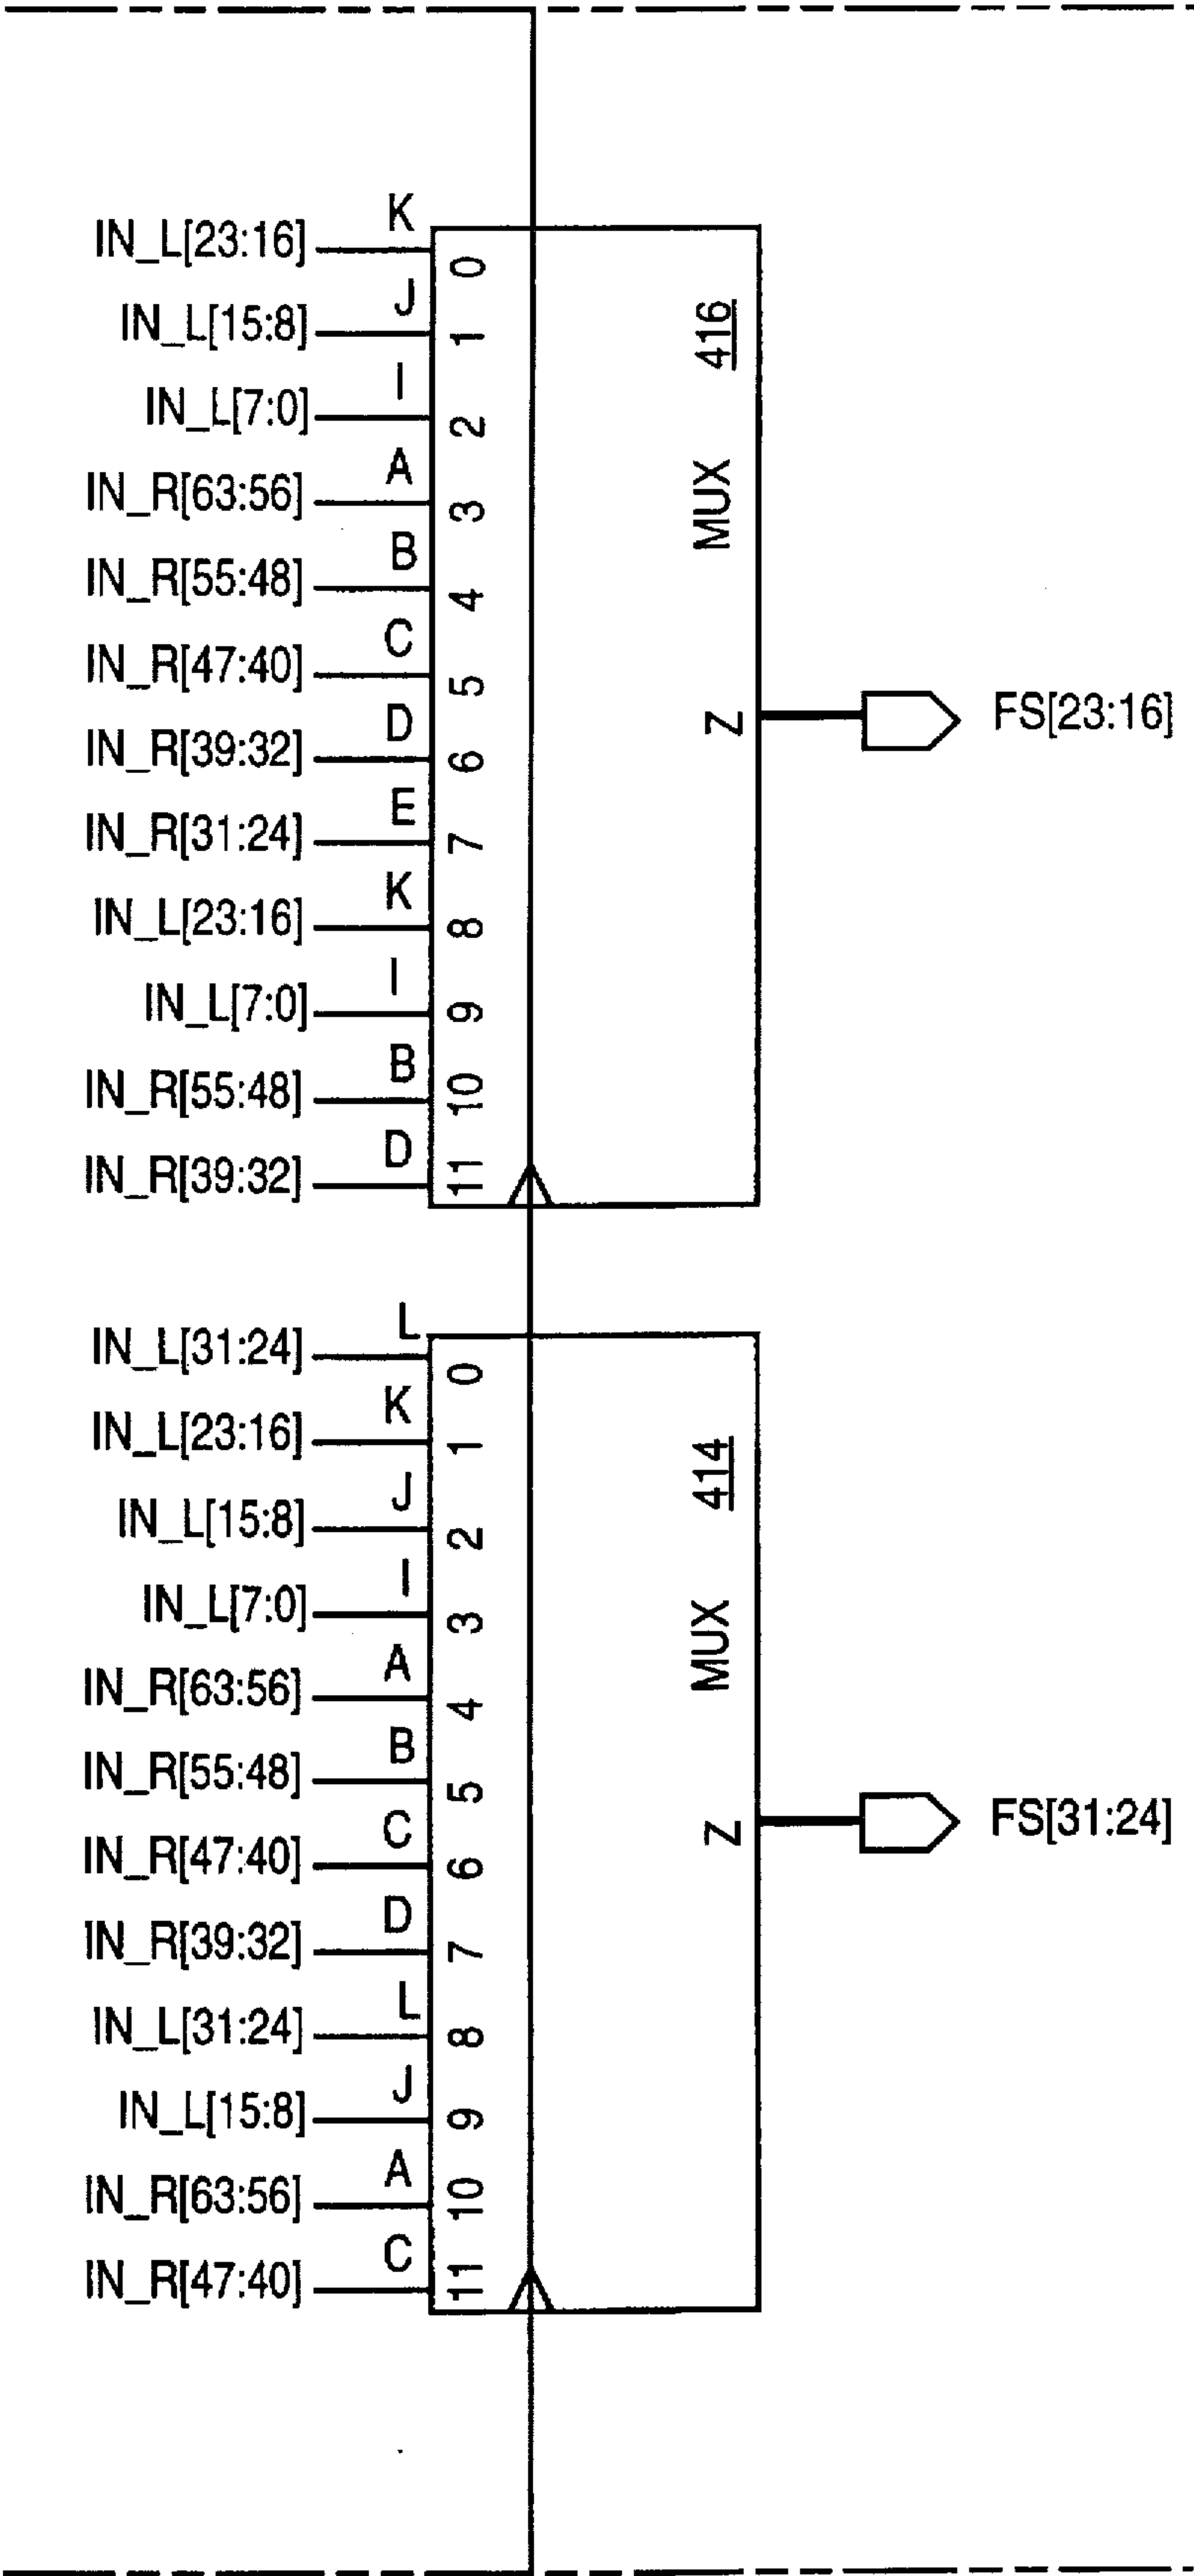 K
IN_L[23:16]
0
J
IN_L[15:8]
1
I
IN_L[7:0]
2
A
IN_R[63:56]
3
B
IN_R[55:48]
4
C
IN_R[47:40]
5
D
IN_R[39:32]
6
E
IN_R[31:24]
7
K
IN_L[23:16]
8
I
IN_L[7:0]
9
B
IN_R[55:48]
10
D
IN_R[39:32]
11
MUX 416
Z
FS[23:16]
L
IN_L[31:24]
0
K
IN_L[23:16]
1
J
IN_L[15:8]
2
I
IN_L[7:0]
3
A
IN_R[63:56]
4
B
IN_R[55:48]
5
C
IN_R[47:40]
6
D
IN_R[39:32]
7
L
IN_L[31:24]
8
J
IN_L[15:8]
9
A
IN_R[63:56]
10
C
IN_R[47:40]
11
MUX 414
Z
FS[31:24]